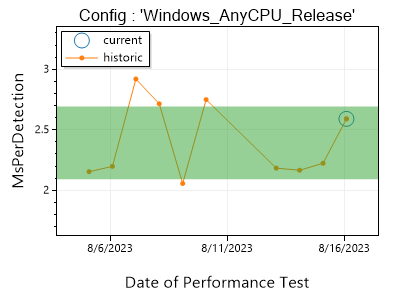 Config : 'Windows_AnyCPU_Release'
current
historic
MsPerDetection
3
2.5
2
8/6/2023
8/11/2023
8/16/2023
Date of Performance Test